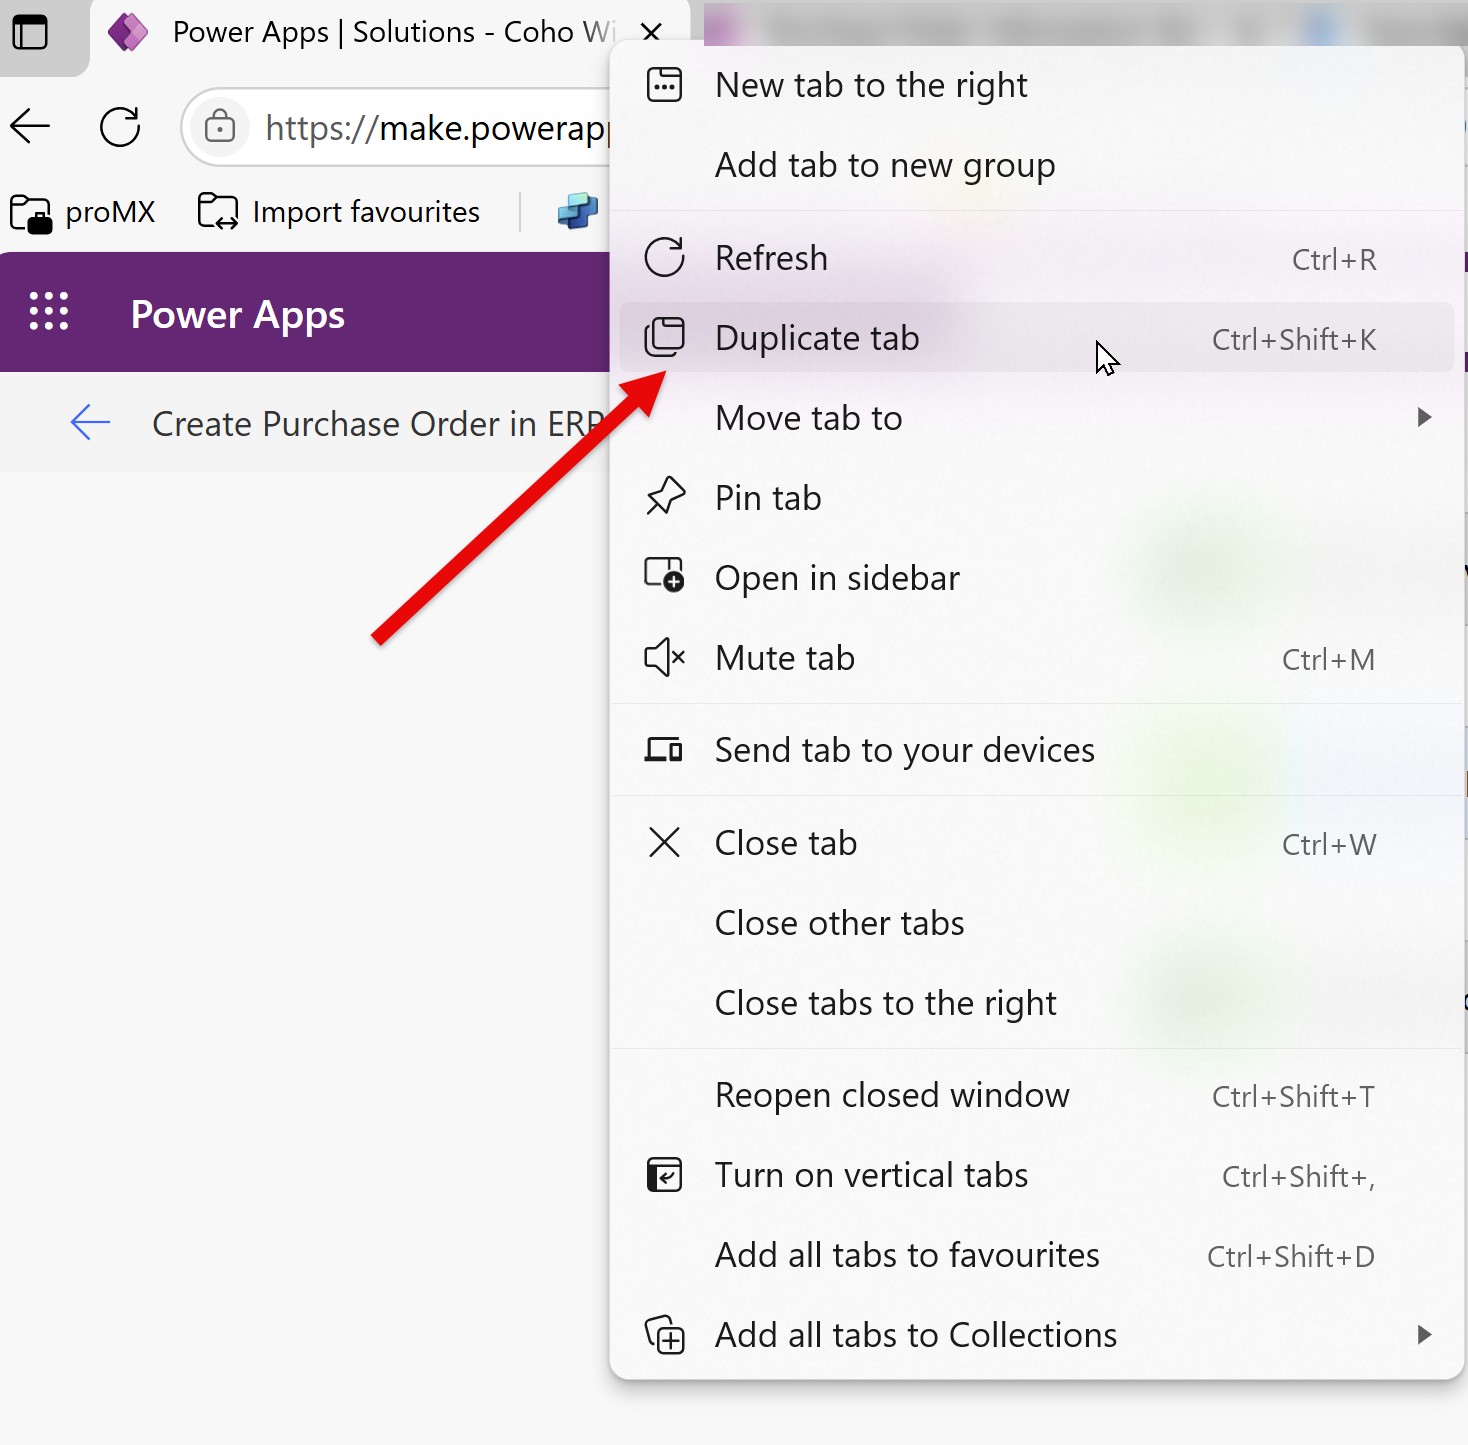 Power Apps | Solutions - Coho Wi
https://make.powerapp
proMX
Import favourites
Power Apps
Create Purchase Order in ERP
New tab to the right
Add tab to new group
Refresh Ctrl+R
Duplicate tab Ctrl+Shift+K
Move tab to
Pin tab
Open in sidebar
Mute tab Ctrl+M
Send tab to your devices
Close tab Ctrl+W
Close other tabs
Close tabs to the right
Reopen closed window Ctrl+Shift+T
Turn on vertical tabs Ctrl+Shift+,
Add all tabs to favourites Ctrl+Shift+D
Add all tabs to Collections